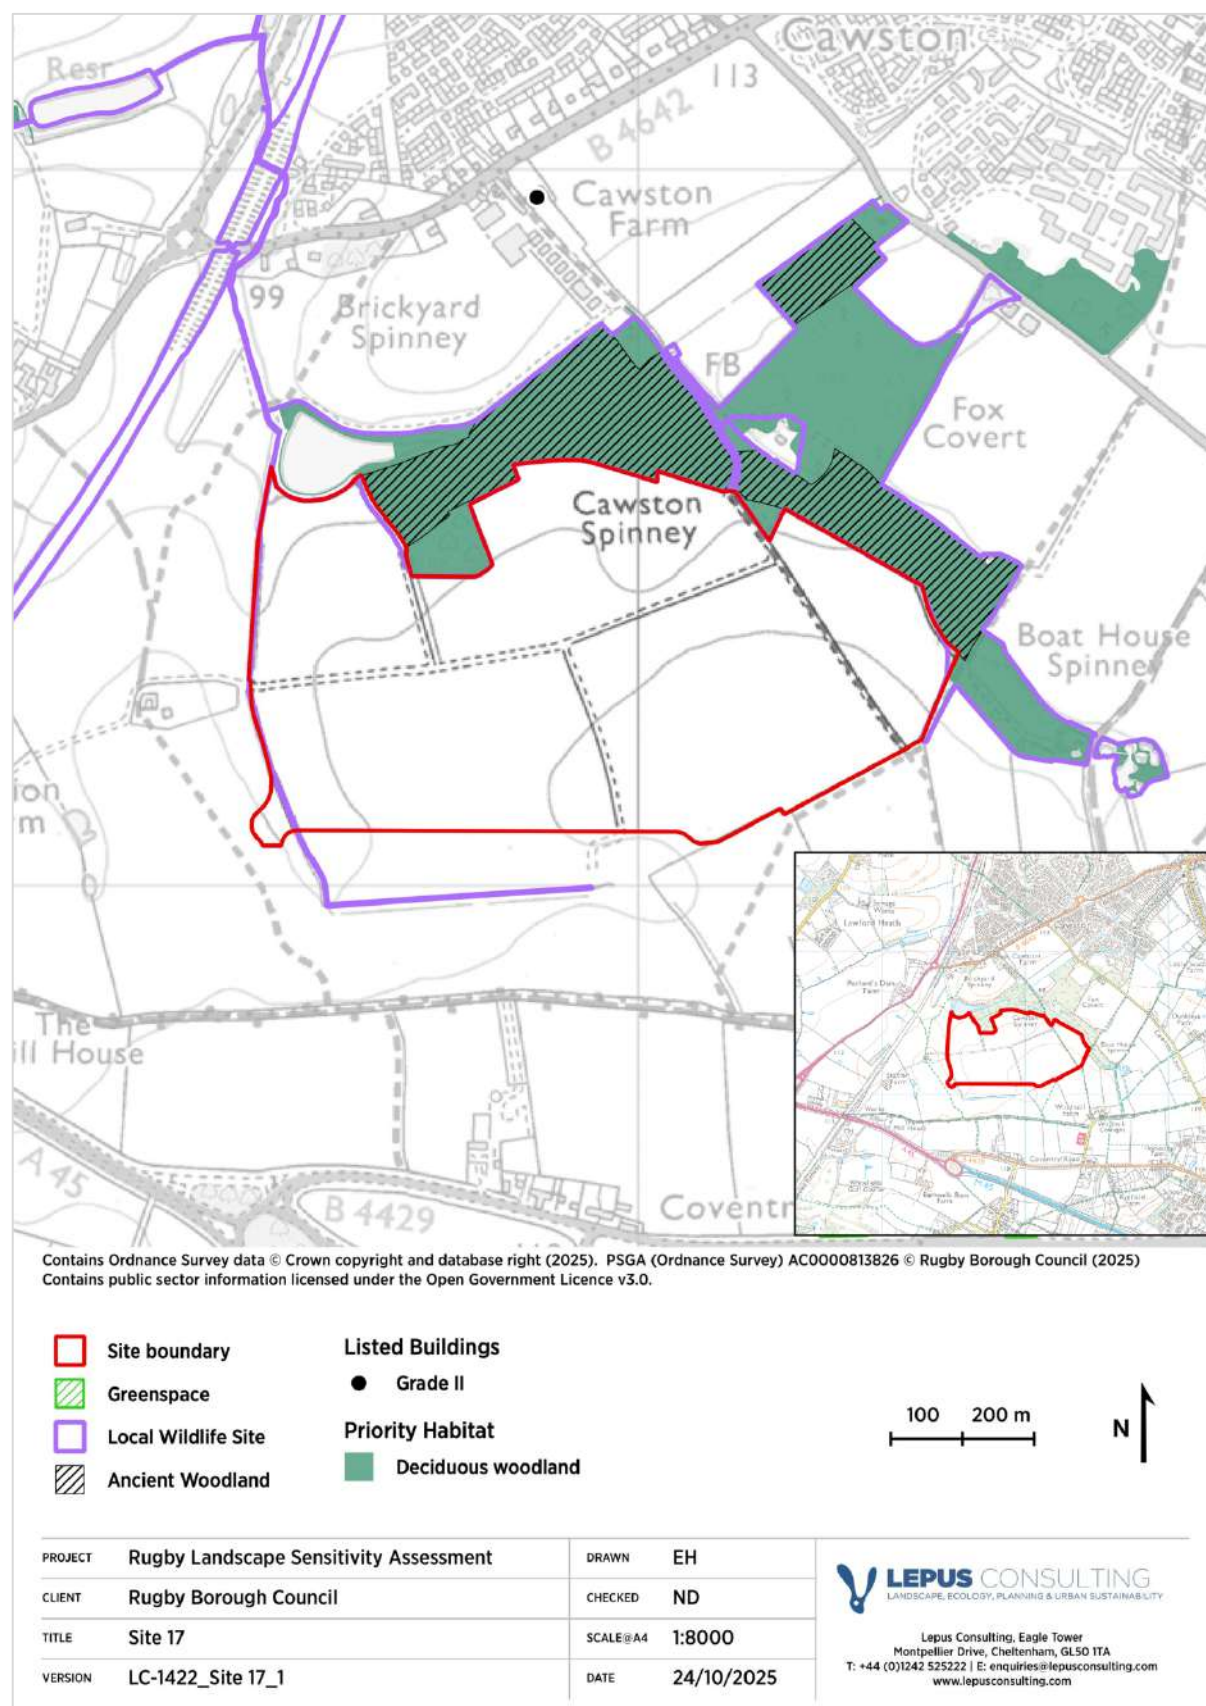 Resr
Cawston
113
B 4642
Cawston
Farm
99
Brickyard
Spinney
FB
Fox
Covert
Cawston
Spinney
Boat House
Spinney
ion
m
The
ill House
A 45
B 4429
Coventr
Lawford Heath
Contains Ordnance Survey data © Crown copyright and database right (2025). PSGA (Ordnance Survey) AC0000813826 © Rugby Borough Council (2025)
Contains public sector information licensed under the Open Government Licence v3.0.
Site boundary
Greenspace
Local Wildlife Site
Ancient Woodland
Listed Buildings
Grade II
Priority Habitat
Deciduous woodland
100 200 m
N
PROJECT Rugby Landscape Sensitivity Assessment
CLIENT Rugby Borough Council
TITLE Site 17
VERSION LC-1422_Site 17_1
DRAWN EH
CHECKED ND
SCALE@A4 1:8000
DATE 24/10/2025
LEPUS CONSULTING
LANDSCAPE, ECOLOGY, PLANNING & URBAN SUSTAINABILITY
Lepus Consulting, Eagle Tower
Montpellier Drive, Cheltenham, GL50 1TA
T: +44 (0)1242 525222 | E: enquiries@lepusconsulting.com
www.lepusconsulting.com